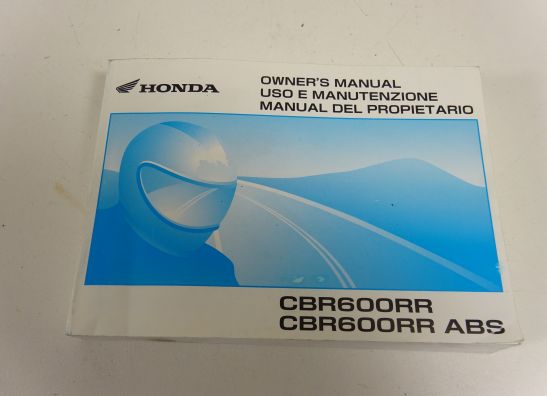 HONDA
OWNER'S MANUAL
USO E MANUTENZIONE
MANUAL DEL PROPIETARIO
CBR600RR
CBR600RR ABS